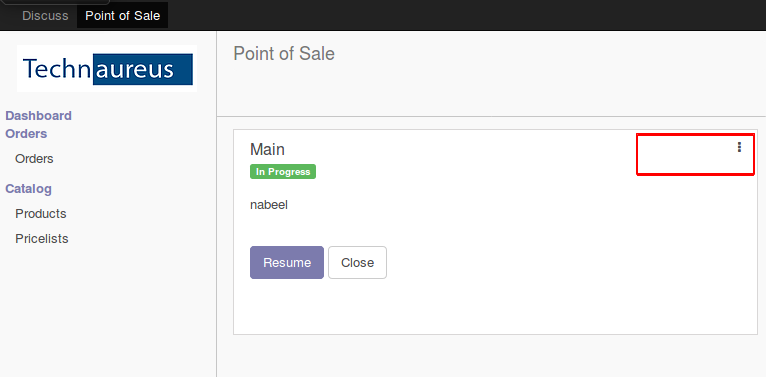 Discuss
Point of Sale
Technaureus
Dashboard
Orders
Orders
Catalog
Products
Pricelists
Point of Sale
Main
In Progress
nabeel
Resume
Close